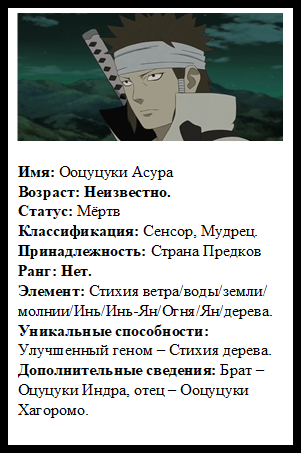 Имя: Ооцуцуки Асура
Возраст: Неизвестно.
Статус: Мёртв
Классификация: Сенсор, Мудрец.
Принадлежность: Страна Предков
Ранг: Нет.
Элемент: Стихия ветра/воды/земли/
молнии/Инь/Инь-Ян/Огня/Ян/дерева.
Уникальные способности:
Улучшенный геном – Стихия дерева.
Дополнительные сведения: Брат –
Оцуцуки Индра, отец – Ооцуцуки
Хагоромо.